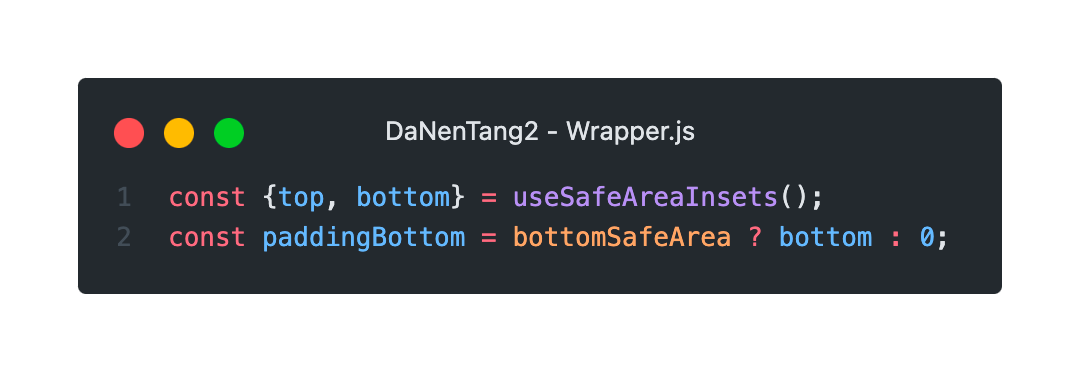 DaNenTang2 - Wrapper.js
1 const {top, bottom} = useSafeAreaInsets();
2 const paddingBottom = bottomSafeArea ? bottom : 0;